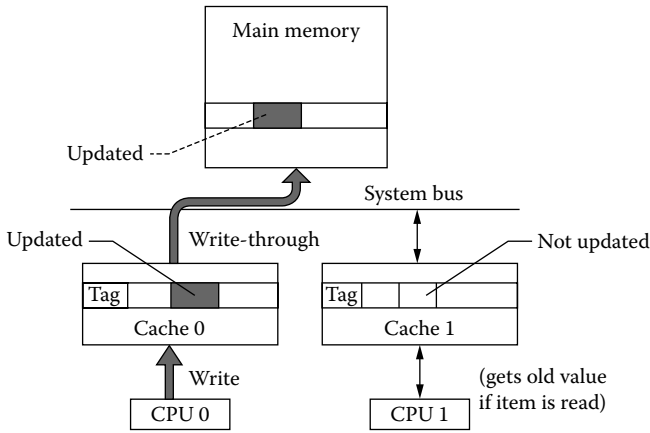 Main memory
Updated
System bus
Updated
Write-through
Not updated
Tag
Tag
Cache 0
Cache 1
Write
(gets old value
if item is read)
CPU 0
CPU 1